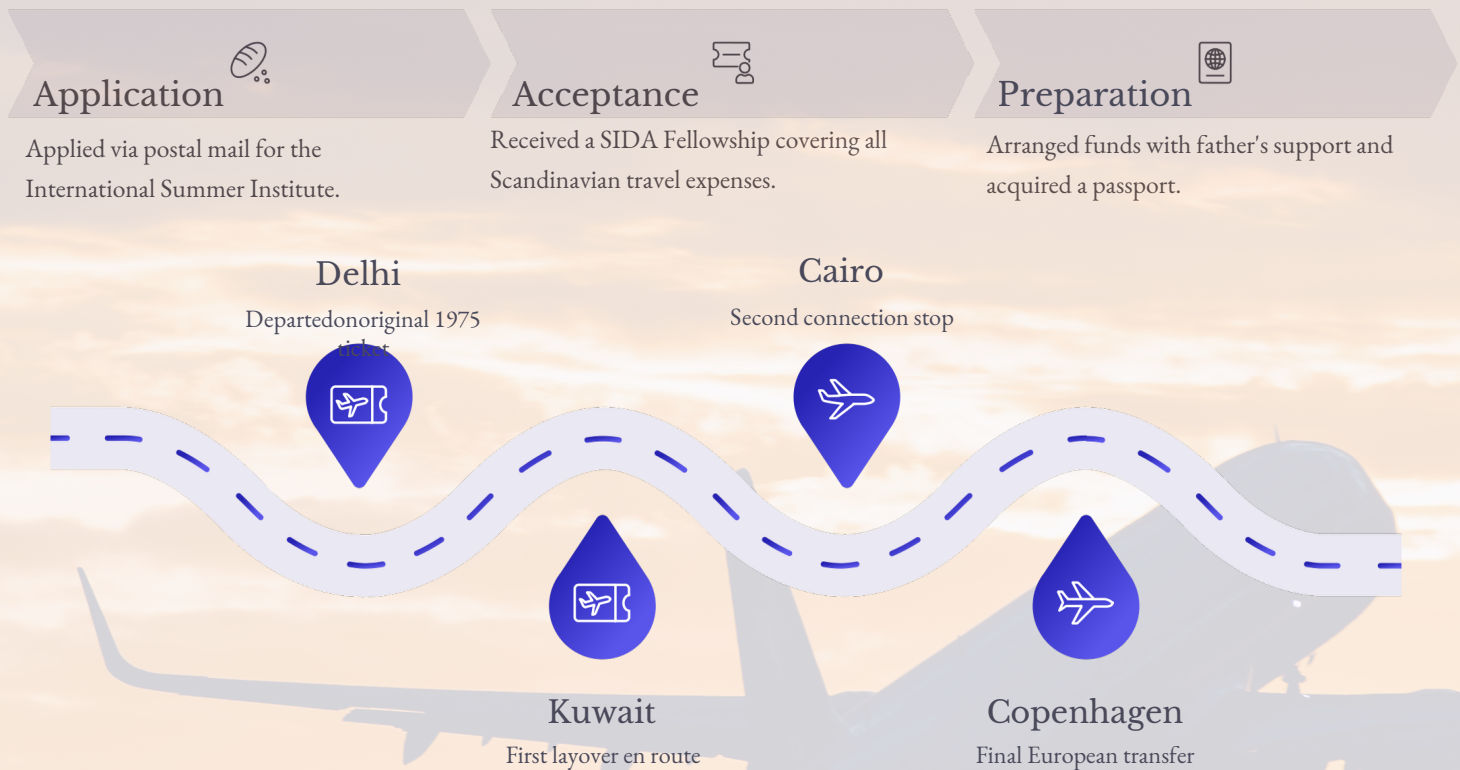 Application
Acceptance
Preparation
Applied via postal mail for the
International Summer Institute.
Received a SIDA Fellowship covering all
Scandinavian travel expenses.
Arranged funds with father's support and
acquired a passport.
Delhi
Departedonoriginal 1975
ticket
Cairo
Second connection stop
Kuwait
First layover en route
Copenhagen
Final European transfer